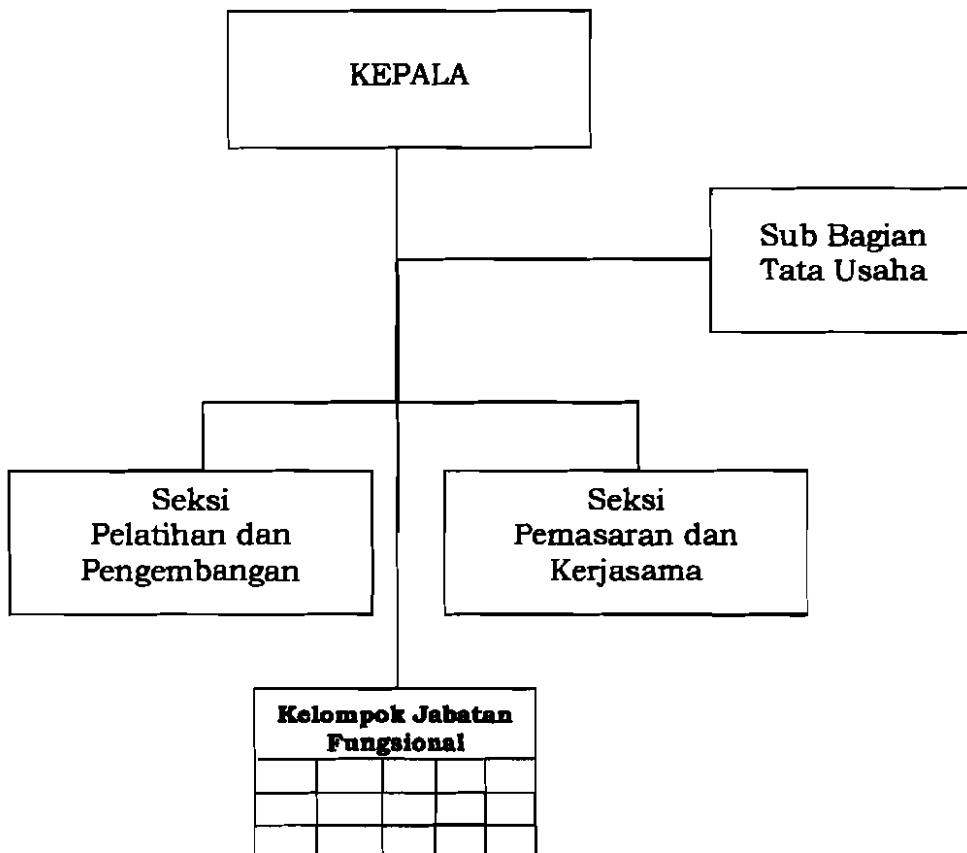 KEPALA
Sub Bagian
Tata Usaha
Seksi
Pelatihan dan
Pengembangan
Seksi
Pemasaran dan
Kerjasama
Kelompok Jabatan
Fungsional